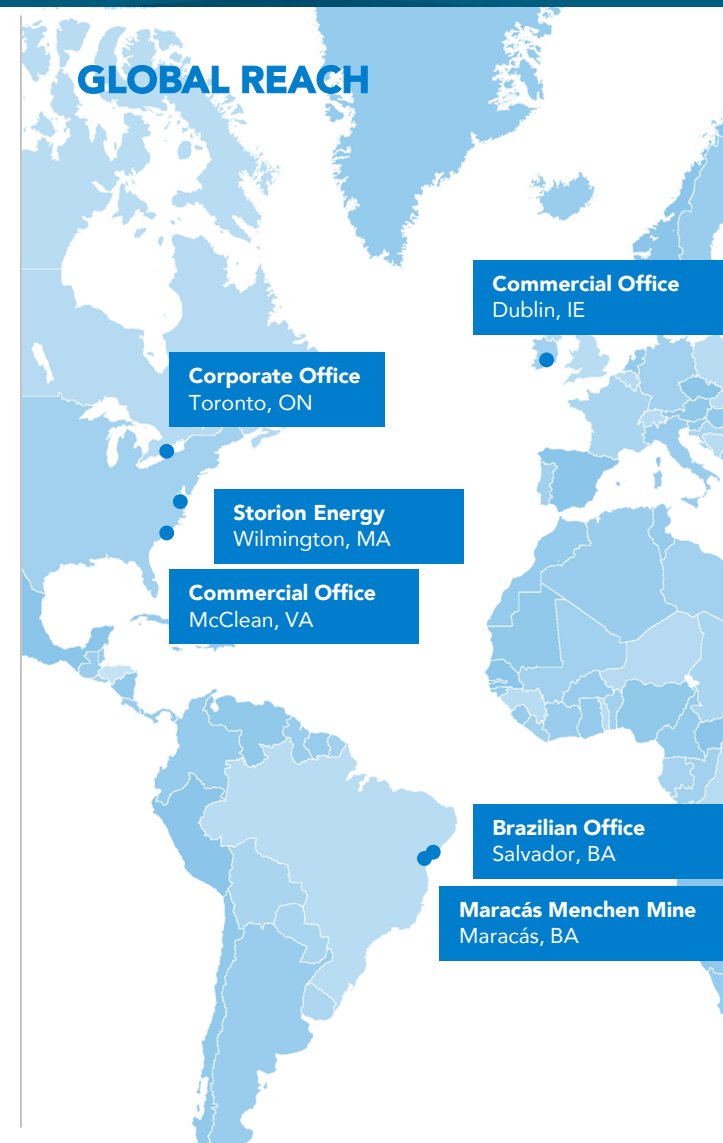 GLOBAL REACH
Commercial Office
Dublin, IE
Corporate Office
Toronto, ON
Storion Energy
Wilmington, MA
Commercial Office
McClean, VA
Brazilian Office
Salvador, BA
Maracás Menchen Mine
Maracás, BA